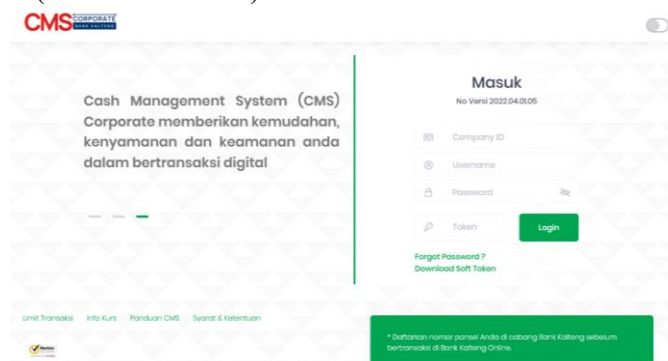 CMS CORPORATE
BANK KALTENG
Masuk
No Versi 2022.04.01.05
Cash Management System (CMS)
Corporate memberikan kemudahan,
kenyamanan dan keamanan anda
dalam bertransaksi digital
Company ID
Username
Password
Token
Login
Forgot Password ?
Download Soft Token
Limit Transaksi Info Kurs Panduan CMS Syarat & Ketentuan
Norton
* Daftarkan nomor ponsel Anda di cabang Bank Kalteng sebelum
bertransaksi di Bank Kalteng Online.